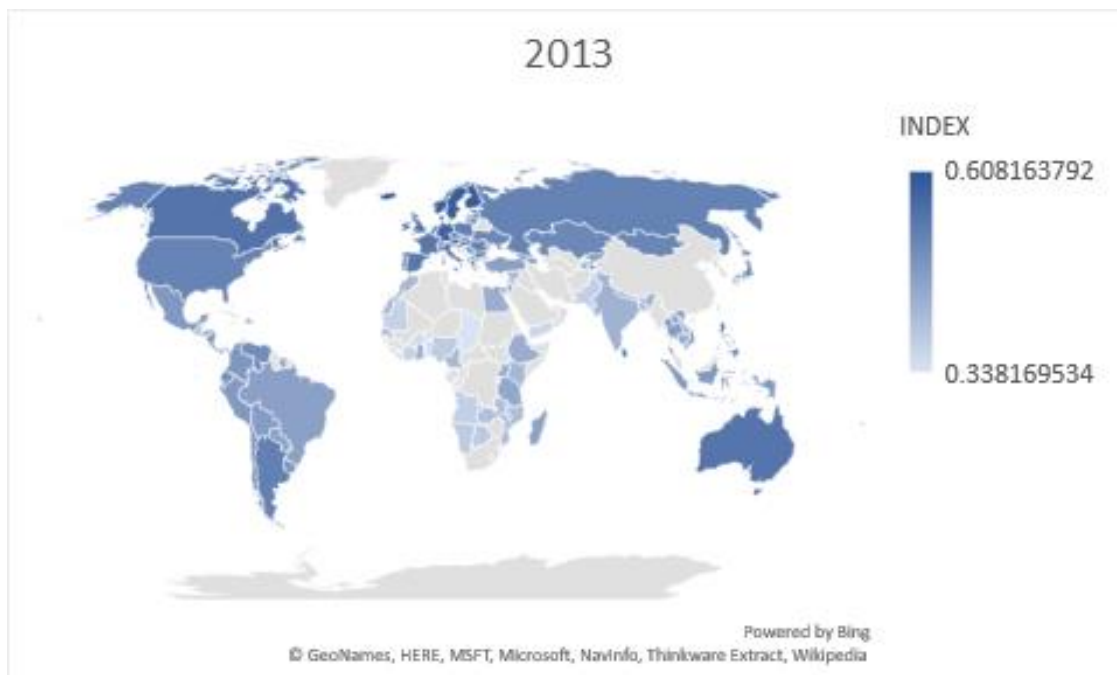 2013
INDEX
0.608163792
0.338169534
Powered by Bing
© GeoNames, HERE, MSFT, Microsoft, NavInfo, Thinkware Extract, Wikipedia